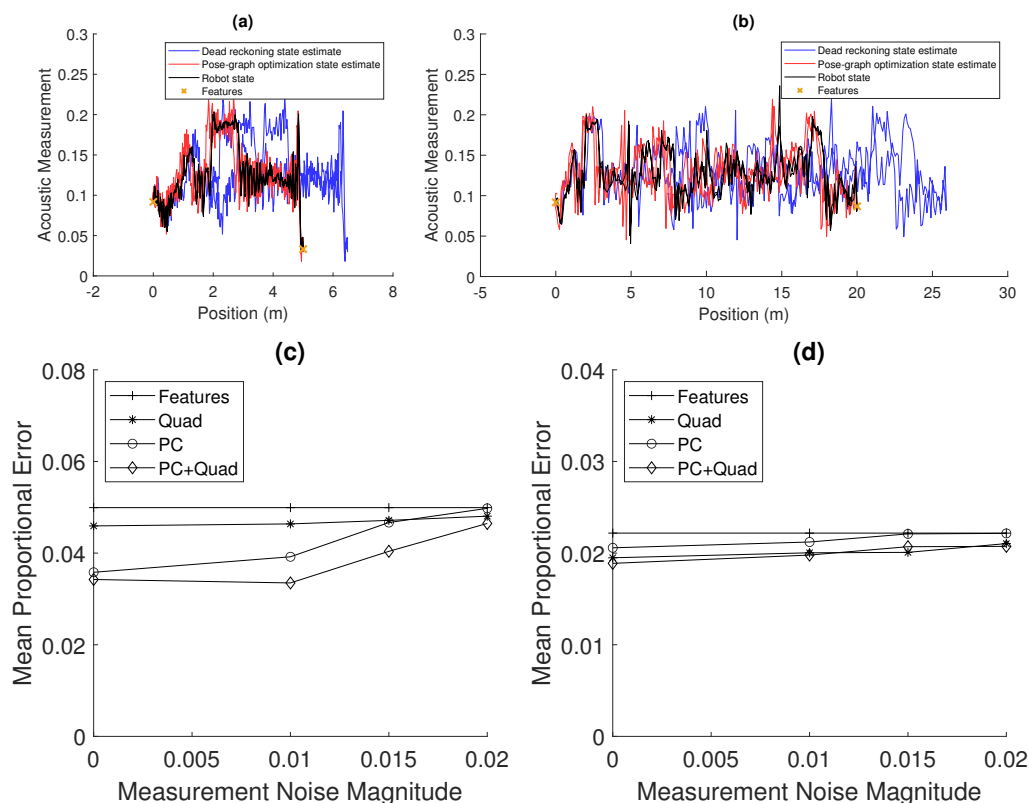 (a)
0.3
0.25
0.2
0.15
0.1
0.05
0
Acoustic Measurement
Dead reckoning state estimate
Pose-graph optimization state estimate
Robot state
Features
-2 0 2 4 6 8
Position (m)
(b)
0.3
0.25
0.2
0.15
0.1
0.05
0
Acoustic Measurement
Dead reckoning state estimate
Pose-graph optimization state estimate
Robot state
Features
-5 0 5 10 15 20 25 30
Position (m)
(c)
0.08
0.06
0.04
0.02
0
Mean Proportional Error
Features
Quad
PC
PC+Quad
0 0.005 0.01 0.015 0.02
Measurement Noise Magnitude
(d)
0.04
0.03
0.02
0.01
0
Mean Proportional Error
Features
Quad
PC
PC+Quad
0 0.005 0.01 0.015 0.02
Measurement Noise Magnitude